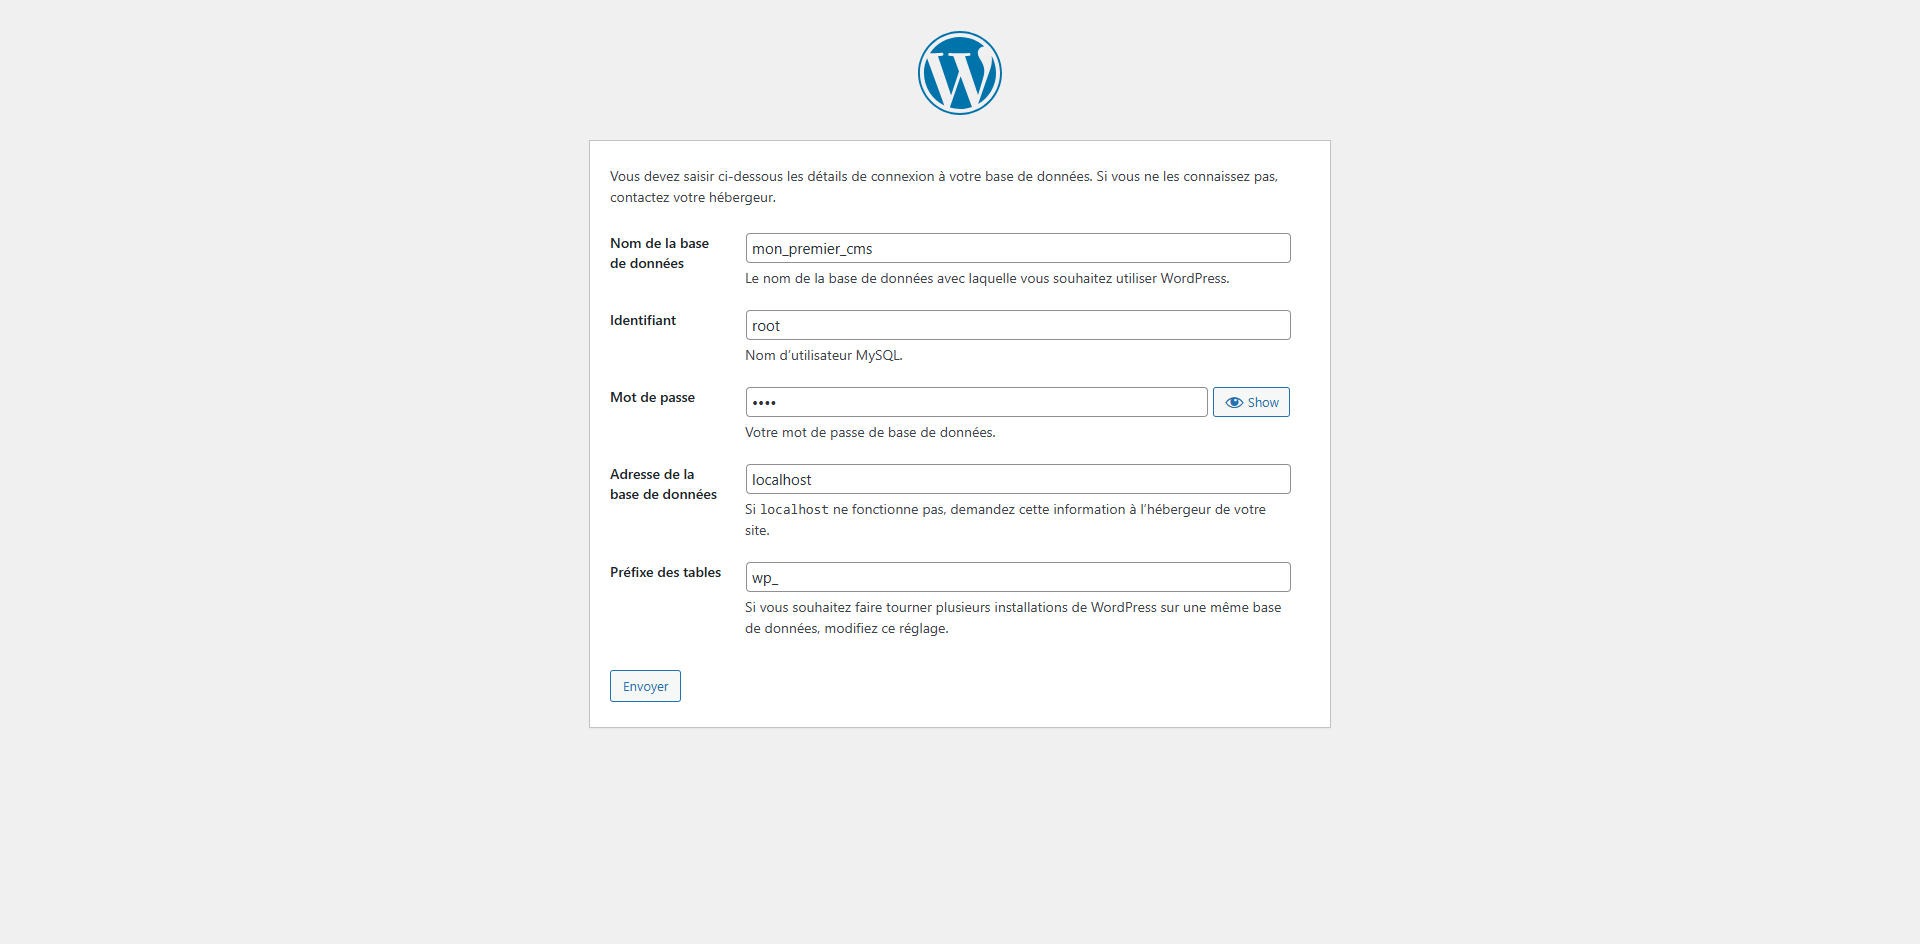 Vous devez saisir ci-dessous les détails de connexion à votre base de données. Si vous ne les connaissez pas,
contactez votre hébergeur.
Nom de la base
de données
mon_premier_cms
Le nom de la base de données avec laquelle vous souhaitez utiliser WordPress.
Identifiant
root
Nom d’utilisateur MySQL.
Mot de passe
••••
Show
Votre mot de passe de base de données.
Adresse de la
base de données
localhost
Si localhost ne fonctionne pas, demandez cette information à l’hébergeur de votre
site.
Préfixe des tables
wp_
Si vous souhaitez faire tourner plusieurs installations de WordPress sur une même base
de données, modifiez ce réglage.
Envoyer